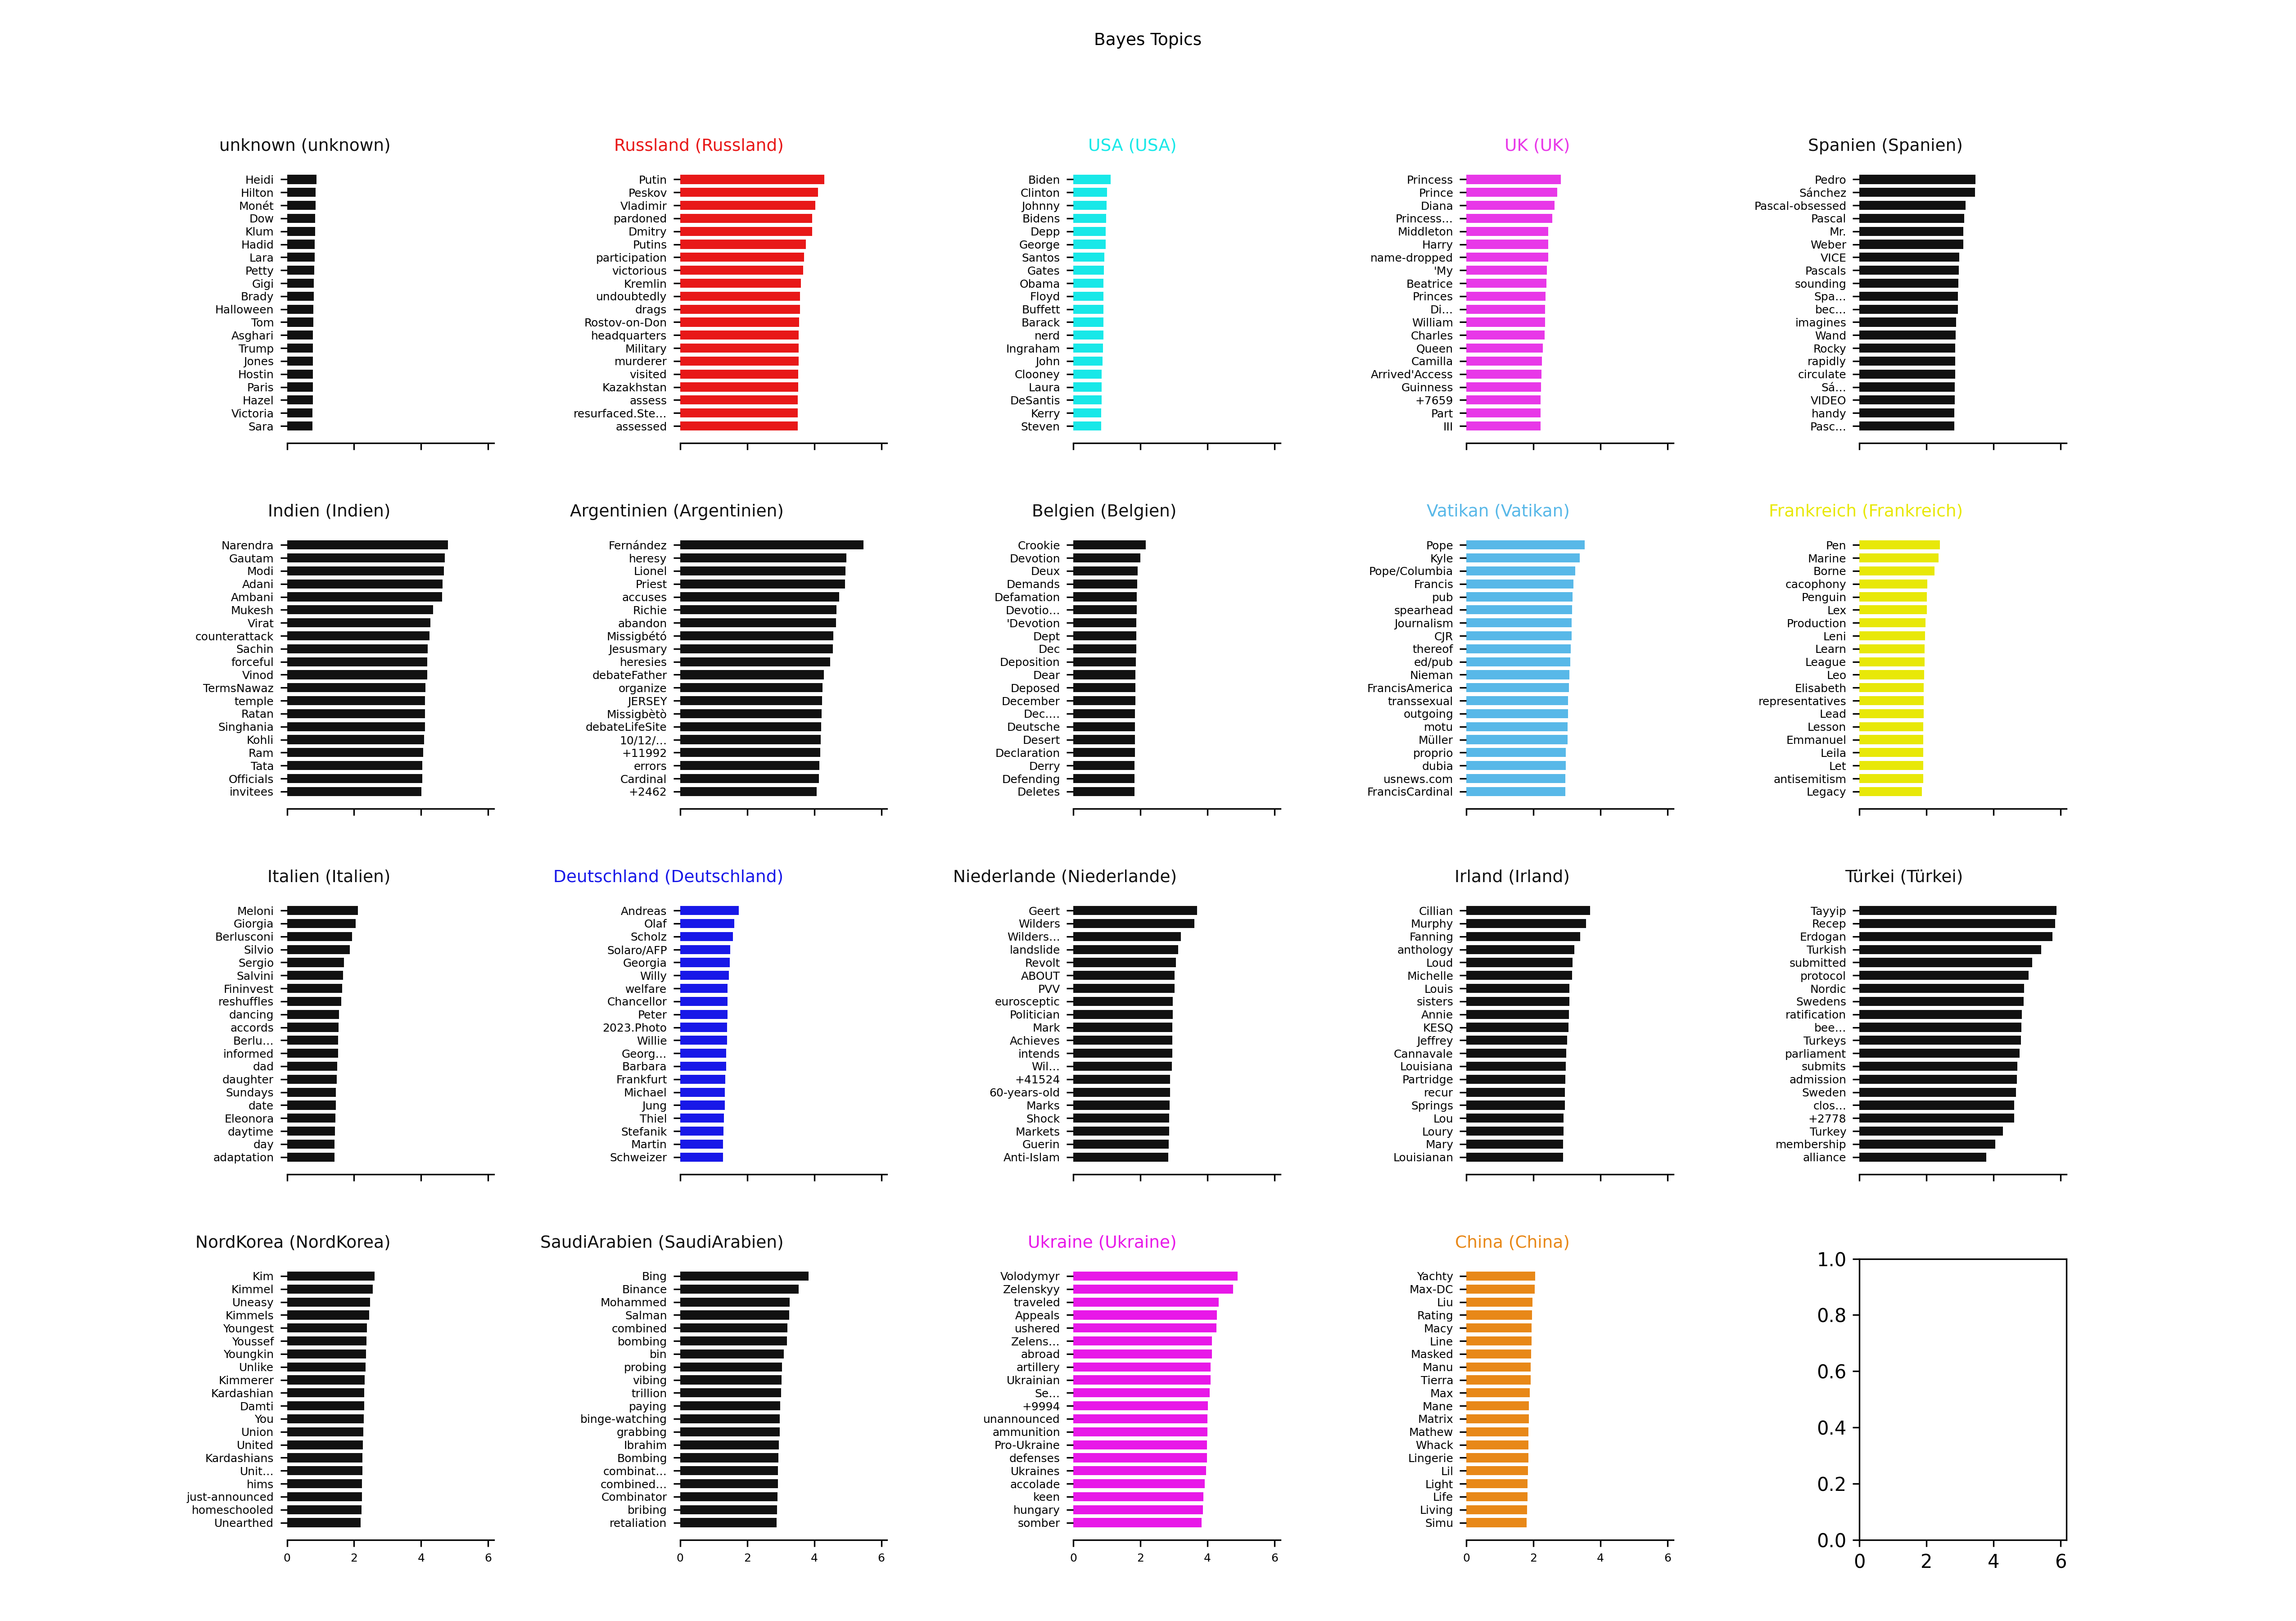 Bayes Topics
unknown (unknown)
Heidi
Hilton
Monét
Dow
Klum
Hadid
Lara
Petty
Gigi
Brady
Halloween
Tom
Asghari
Trump
Jones
Hostin
Paris
Hazel
Victoria
Sara
Russland (Russland)
Putin
Peskov
Vladimir
pardoned
Dmitry
Putins
participation
victorious
Kremlin
undoubtedly
drags
Rostov-on-Don
headquarters
Military
murderer
visited
Kazakhstan
assess
resurfaced.Ste...
assessed
USA (USA)
Biden
Clinton
Johnny
Bidens
Depp
George
Santos
Gates
Obama
Floyd
Buffett
Barack
nerd
Ingraham
John
Clooney
Laura
DeSantis
Kerry
Steven
UK (UK)
Princess
Prince
Diana
Princess...
Middleton
Harry
name-dropped
'My
Beatrice
Princes
Di...
William
Charles
Queen
Camilla
Arrived'Access
Guinness
+7659
Part
III
Spanien (Spanien)
Pedro
Sánchez
Pascal-obsessed
Pascal
Mr.
Weber
VICE
Pascals
sounding
Spa...
bec...
imagines
Wand
Rocky
rapidly
circulate
Sá...
VIDEO
handy
Pasc...
Indien (Indien)
Narendra
Gautam
Modi
Adani
Ambani
Mukesh
Virat
counterattack
Sachin
forceful
Vinod
TermsNawaz
temple
Ratan
Singhania
Kohli
Ram
Tata
Officials
invitees
Argentinien (Argentinien)
Fernández
heresy
Lionel
Priest
accuses
Richie
abandon
Missigbétó
Jesusmary
heresies
debateFather
organize
JERSEY
Missigbètò
debateLifeSite
10/12/...
+11992
errors
Cardinal
+2462
Belgien (Belgien)
Crookie
Devotion
Deux
Demands
Defamation
Devotio...
'Devotion
Dept
Dec
Deposition
Dear
Deposed
December
Dec....
Deutsche
Desert
Declaration
Derry
Defending
Deletes
Vatikan (Vatikan)
Pope
Kyle
Pope/Columbia
Francis
pub
spearhead
Journalism
CJR
thereof
ed/pub
Nieman
FrancisAmerica
transsexual
outgoing
motu
Müller
proprio
dubia
usnews.com
FrancisCardinal
Frankreich (Frankreich)
Pen
Marine
Borne
cacophony
Penguin
Lex
Production
Leni
Learn
League
Leo
Elisabeth
representatives
Lead
Lesson
Emmanuel
Leila
Let
antisemitism
Legacy
Italien (Italien)
Meloni
Giorgia
Berlusconi
Silvio
Sergio
Salvini
Fininvest
reshuffles
dancing
accords
Berlu...
informed
dad
daughter
Sundays
date
Eleonora
daytime
day
adaptation
Deutschland (Deutschland)
Andreas
Olaf
Scholz
Solaro/AFP
Georgia
Willy
welfare
Chancellor
Peter
2023.Photo
Willie
Georg...
Barbara
Frankfurt
Michael
Jung
Thiel
Stefanik
Martin
Schweizer
Niederlande (Niederlande)
Geert
Wilders
Wilders...
landslide
Revolt
ABOUT
PVV
eurosceptic
Politician
Mark
Achieves
intends
Wil...
+41524
60-years-old
Marks
Shock
Markets
Guerin
Anti-Islam
Irland (Irland)
Cillian
Murphy
Fanning
anthology
Loud
Michelle
Louis
sisters
Annie
KESQ
Jeffrey
Cannavale
Louisiana
Partridge
recur
Springs
Lou
Loury
Mary
Louisianan
Türkei (Türkei)
Tayyip
Recep
Erdogan
Turkish
submitted
protocol
Nordic
Swedens
ratification
bee...
Turkeys
parliament
submits
admission
Sweden
clos...
+2778
Turkey
membership
alliance
NordKorea (NordKorea)
Kim
Kimmel
Uneasy
Kimmels
Youngest
Youssef
Youngkin
Unlike
Kimmerer
Kardashian
Damti
You
Union
United
Kardashians
Unit...
hims
just-announced
homeschooled
Unearthed
0 2 4 6
SaudiArabien (SaudiArabien)
Bing
Binance
Mohammed
Salman
combined
bombing
bin
probing
vibing
trillion
paying
binge-watching
grabbing
Ibrahim
Bombing
combinat...
combined...
Combinator
bribing
retaliation
0 2 4 6
Ukraine (Ukraine)
Volodymyr
Zelenskyy
traveled
Appeals
ushered
Zelens...
abroad
artillery
Ukrainian
Se...
+9994
unannounced
ammunition
Pro-Ukraine
defenses
Ukraines
accolade
keen
hungary
somber
0 2 4 6
China (China)
Yachty
Max-DC
Liu
Rating
Macy
Line
Masked
Manu
Tierra
Max
Mane
Matrix
Mathew
Whack
Lingerie
Lil
Light
Life
Living
Simu
0 2 4 6
1.0
0.8
0.6
0.4
0.2
0.0
0 2 4 6